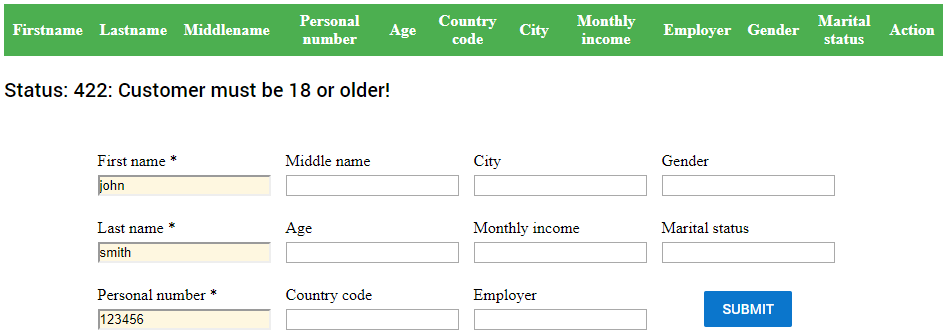 Firstname Lastname Middlename Personal number Age Country code City Monthly income Employer Gender Marital status Action
Status: 422: Customer must be 18 or older!
First name * Middle name City Gender
john
Last name * Age Monthly income Marital status
smith
Personal number * Country code Employer
123456 SUBMIT